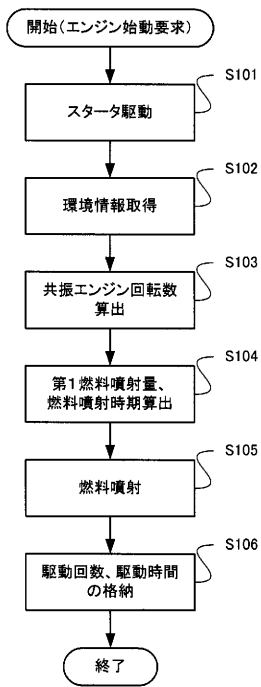 開始(エンジン始動要求)
S101
スタータ駆動
S102
環境情報取得
S103
共振エンジン回転数
算出
S104
第1燃料噴射量、
燃料噴射時期算出
S105
燃料噴射
S106
駆動回数、駆動時間
の格納
終了